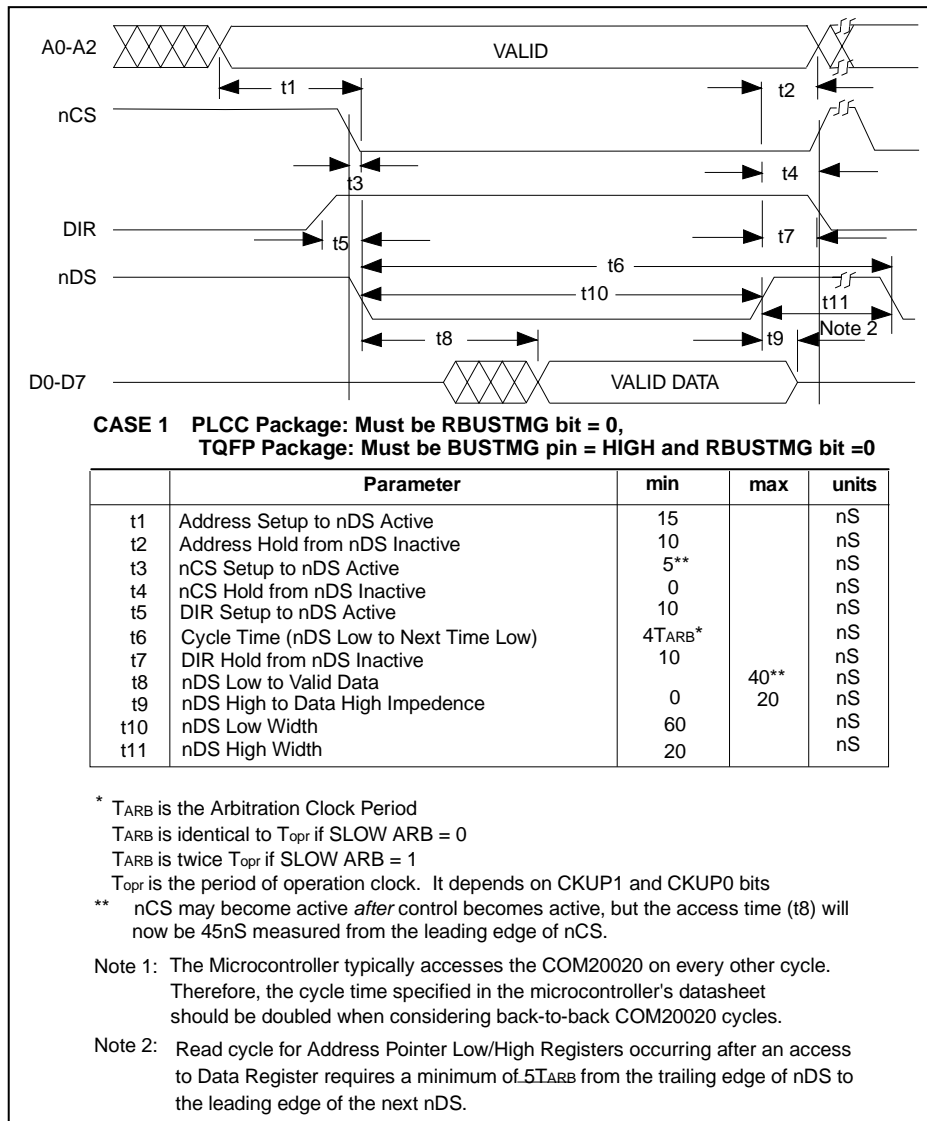 A0-A2 VALID
t1 t2
nCS
t3 t4
DIR
t5 t7
t6
nDS
t10 t11
t8 t9 Note 2
D0-D7 VALID DATA
CASE 1 PLCC Package: Must be RBUSTMG bit = 0,
TQFP Package: Must be BUSTMG pin = HIGH and RBUSTMG bit =0
Parameter min max units
t1 Address Setup to nDS Active 15 nS
t2 Address Hold from nDS Inactive 10 nS
t3 nCS Setup to nDS Active 5** nS
t4 nCS Hold from nDS Inactive 0 nS
t5 DIR Setup to nDS Active 10 nS
t6 Cycle Time (nDS Low to Next Time Low) 4TARB* nS
t7 DIR Hold from nDS Inactive 10 nS
t8 nDS Low to Valid Data 40** nS
t9 nDS High to Data High Impedence 0 20 nS
t10 nDS Low Width 60 nS
t11 nDS High Width 20 nS
* TARB is the Arbitration Clock Period
TARB is identical to Topr if SLOW ARB = 0
TARB is twice Topr if SLOW ARB = 1
Topr is the period of operation clock. It depends on CKUP1 and CKUP0 bits
** nCS may become active after control becomes active, but the access time (t8) will
now be 45nS measured from the leading edge of nCS.
Note 1: The Microcontroller typically accesses the COM20020 on every other cycle.
Therefore, the cycle time specified in the microcontroller's datasheet
should be doubled when considering back-to-back COM20020 cycles.
Note 2: Read cycle for Address Pointer Low/High Registers occurring after an access
to Data Register requires a minimum of 5TARB from the trailing edge of nDS to
the leading edge of the next nDS.